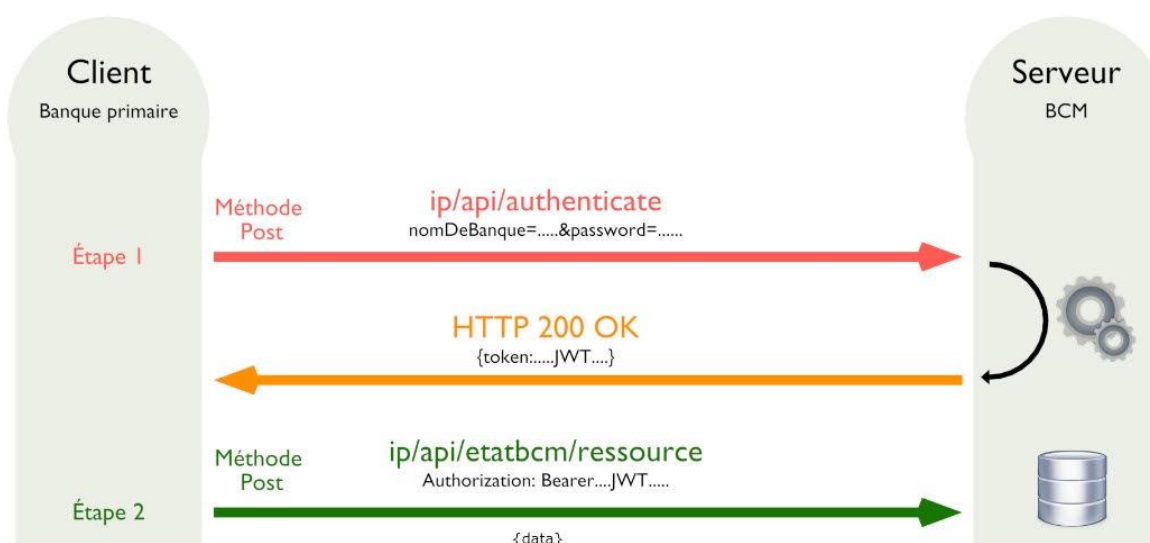 Client
Banque primaire
Serveur
BCM
Méthode
Post
ip/api/authenticate
nomDeBanque=.....&password=......
Étape 1
HTTP 200 OK
{token:.....JWT....}
Méthode
Post
ip/api/etatbcm/ressource
Authorization: Bearer....JWT.....
Étape 2
{data}